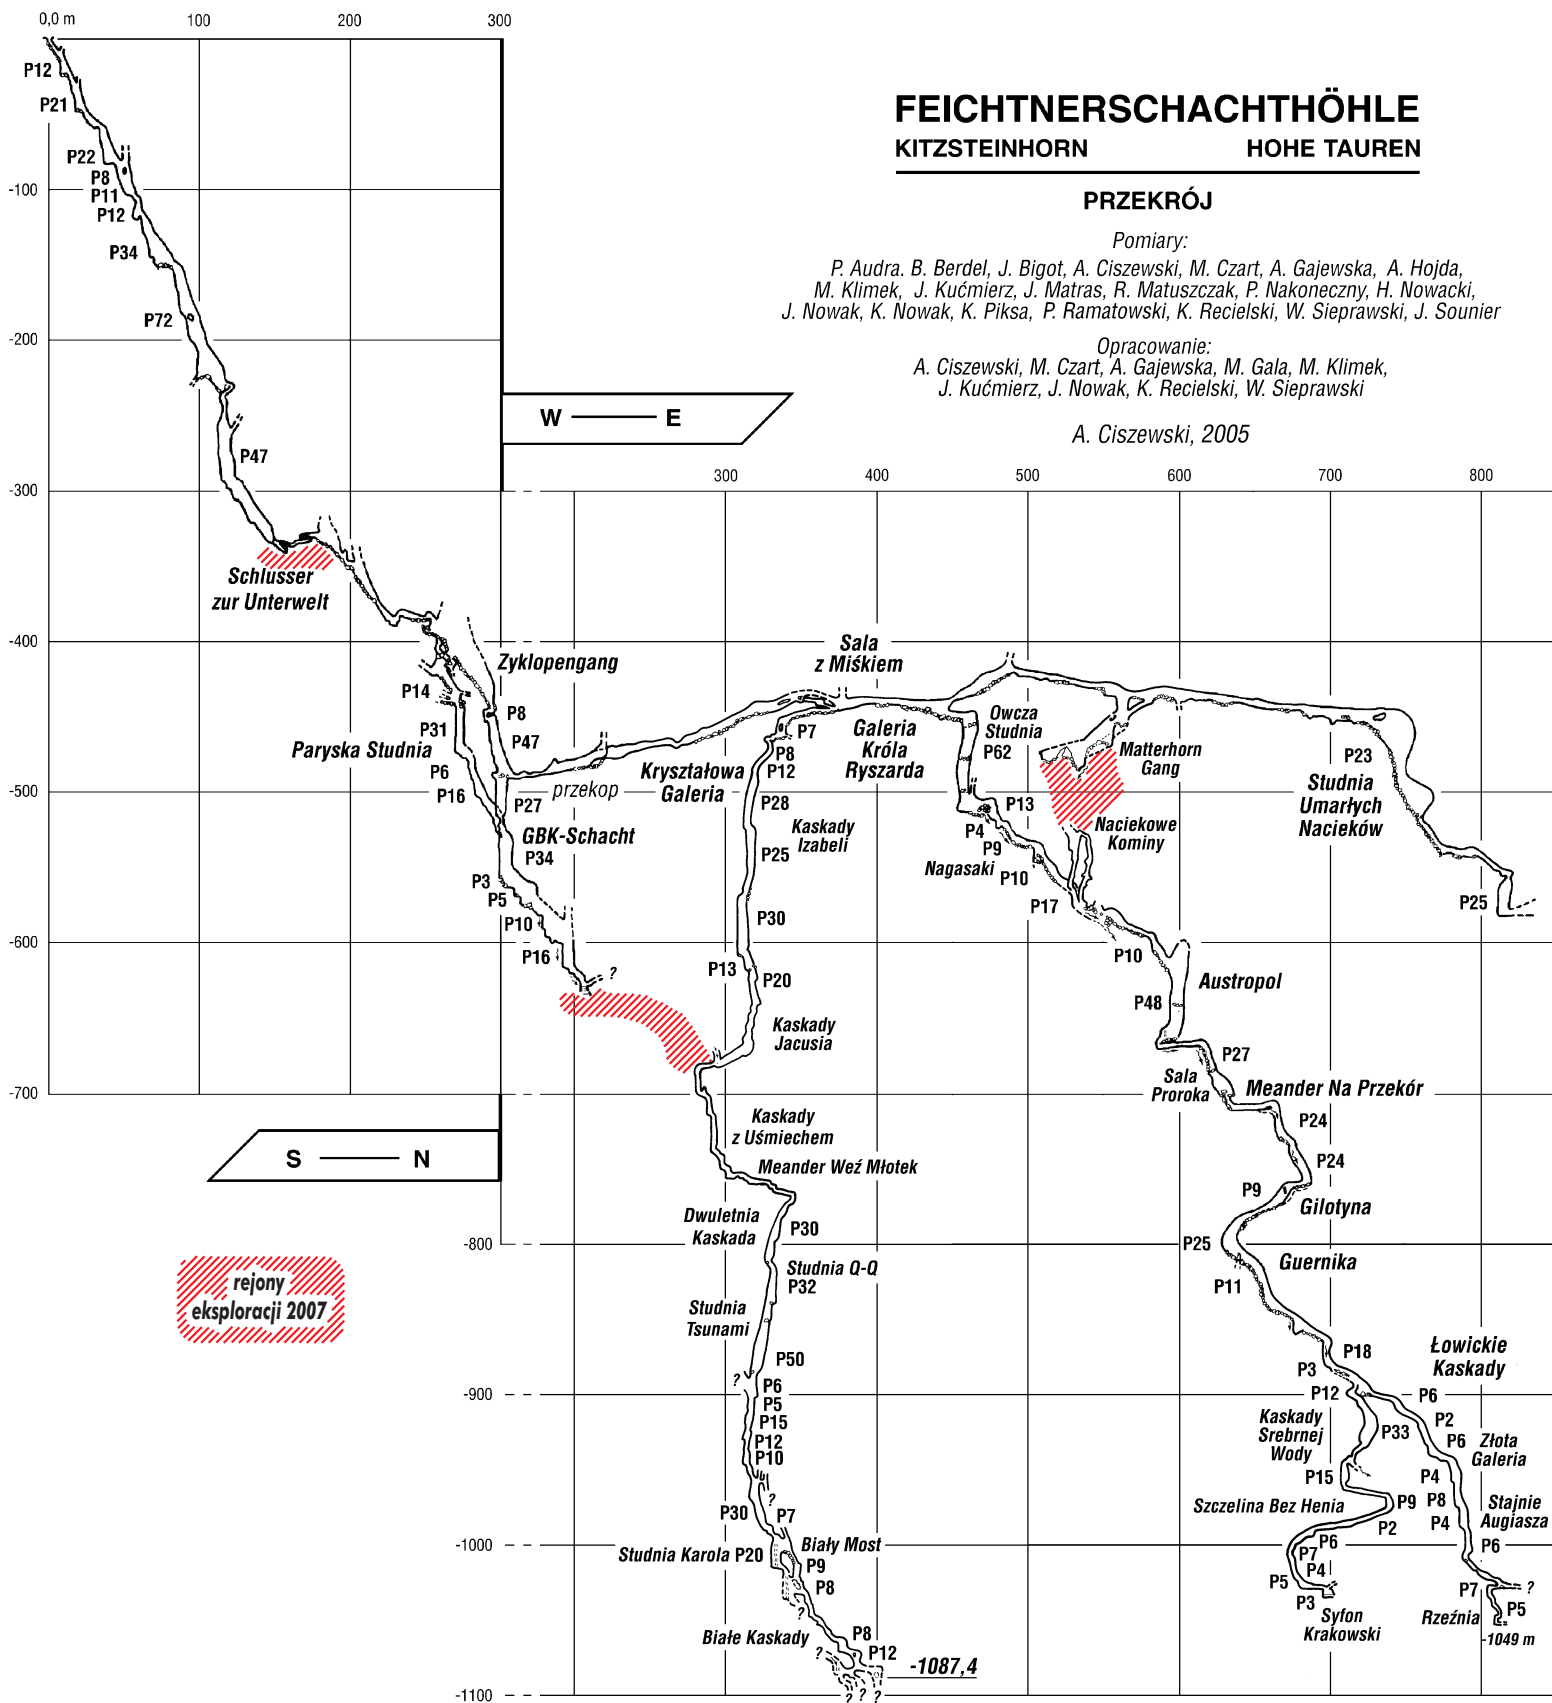 0,0 m
100
200
300
P12
P21
P22
P8
P11
P12
P34
P72
P47
-100
-200
-300
-400
-500
-600
-700
-800
-900
-1000
-1100
FEICHTNERSCHACHTHÖHLE
KITZSTEINHORN HOHE TAUREN
PRZEKRÓJ
Pomiary:
P. Audra. B. Berdel, J. Bigot, A. Ciszewski, M. Czart, A. Gajewska, A. Hojda,
M. Klimek, J. Kućmierz, J. Matras, R. Matuszczak, P. Nakoneczny, H. Nowacki,
J. Nowak, K. Nowak, K. Piksa, P. Ramatowski, K. Recielski, W. Sieprawski, J. Sounier
Opracowanie:
A. Ciszewski, M. Czart, A. Gajewska, M. Gala, M. Klimek,
J. Kućmierz, J. Nowak, K. Recielski, W. Sieprawski
A. Ciszewski, 2005
W E
300
400
500
600
700
800
Schlusser
zur Unterwelt
Zyklopengang
P14
P31
Paryska Studnia
P6
P16
P8
P47
P27
GBK-Schacht
P34
P3
P5
P10
P16
?
przekop
Kryształowa
Galeria
Sala
z Miśkiem
P7
P8
P12
P28
Kaskady
Izabeli
P25
P30
P13
P20
Kaskady
Jacusia
Galeria
Króla
Ryszarda
Owcza
Studnia
P62
P13
P4
P9
Nagasaki
P10
P17
Matterhorn
Gang
Naciekowe
Kominy
P10
P23
Studnia
Umarłych
Nacieków
P25
Austropol
P48
P27
Sala
Proroka
Meander Na Przekór
P24
P24
P9
Gilotyna
P25
Guernika
P11
P18
P3
P12
Łowickie
Kaskady
P6
P2
P6
Złota
Galeria
Kaskady
Srebrnej
Wody
P33
P15
P4
P8
P4
Stajnie
Augiasza
Szczelina Bez Henia
P9
P2
P6
P7
P4
P5
P3
Syfon
Krakowski
P6
P7
?
P5
Rzeźnia
-1049 m
S N
Kaskady
z Uśmiechem
Meander Weź Młotek
Dwuletnia
Kaskada
P30
Studnia Q-Q
P32
Studnia
Tsunami
P50
?
P6
P5
P15
P12
P10
?
P30
P7
Studnia Karola P20
Biały Most
P9
P8
?
Białe Kaskady
P8
P12
?
-1087,4
? ? ?
rejony
eksploracji 2007